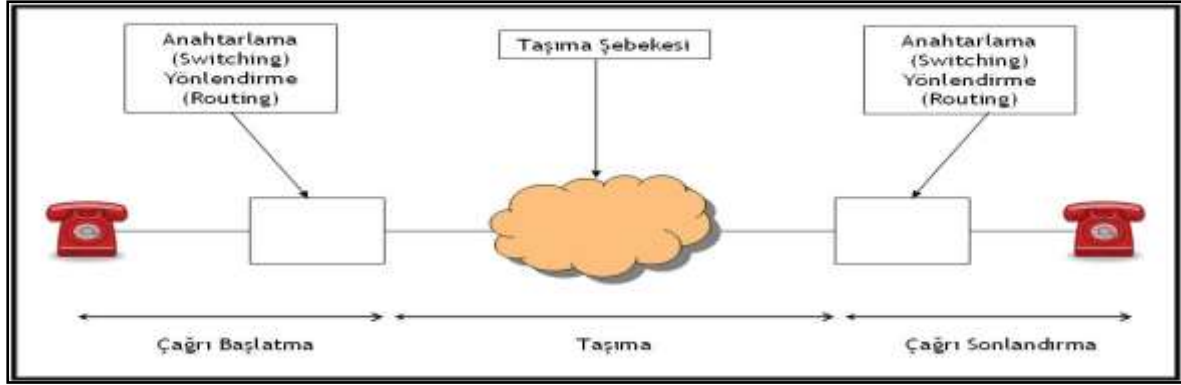 Anahtarlama
(Switching)
Yönlendirme
(Routing)
Taşıma Şebekesi
Anahtarlama
(Switching)
Yönlendirme
(Routing)
Çağrı Başlatma
Taşıma
Çağrı Sonlandırma